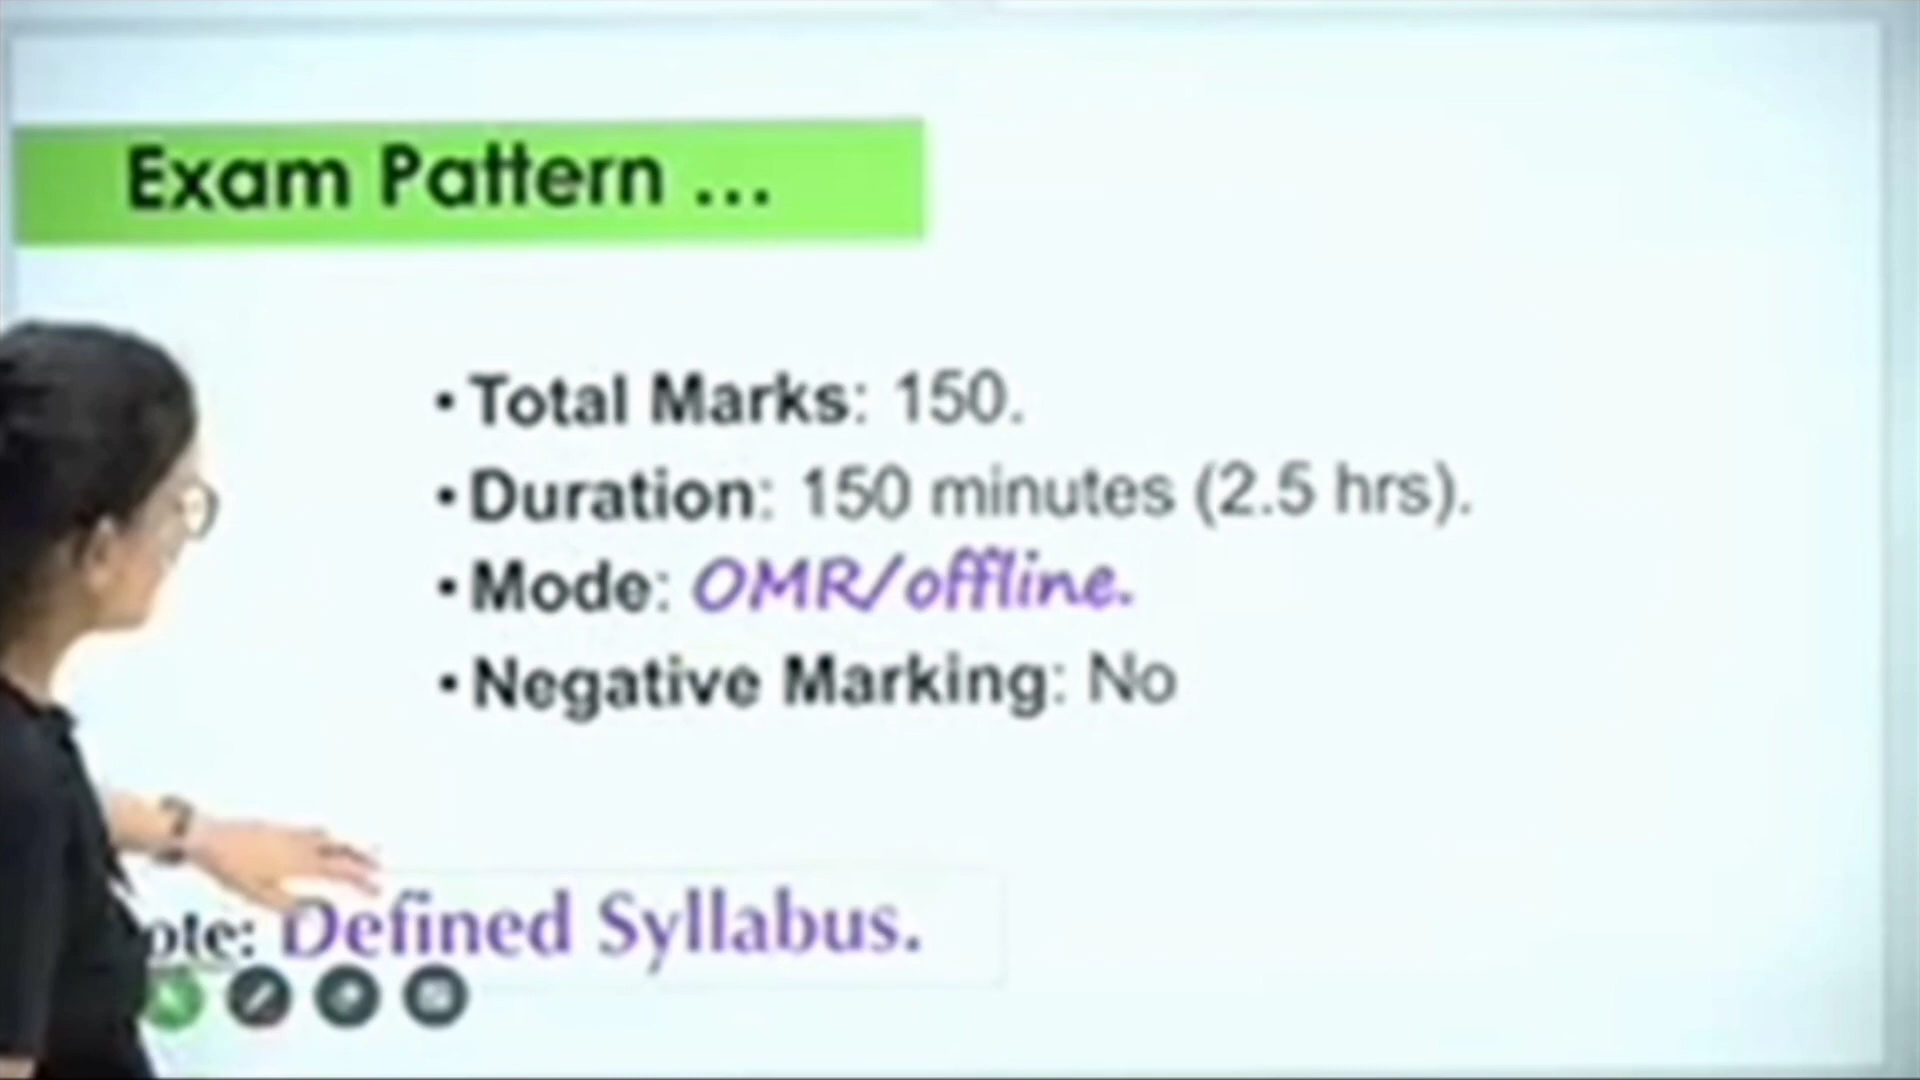 Exam Pattern ...
• Total Marks: 150.
• Duration: 150 minutes (2.5 hrs).
• Mode: OMR/offline.
• Negative Marking: No
ote: Defined Syllabus.